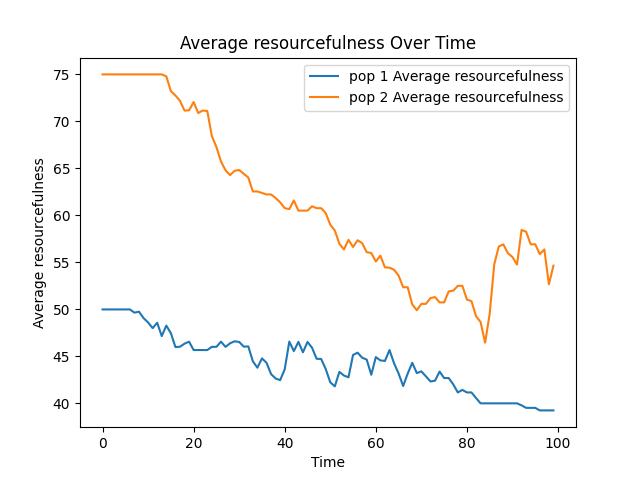 Average resourcefulness Over Time
pop 1 Average resourcefulness
pop 2 Average resourcefulness
Average resourcefulness
75
70
65
60
55
50
45
40
0 20 40 60 80 100
Time